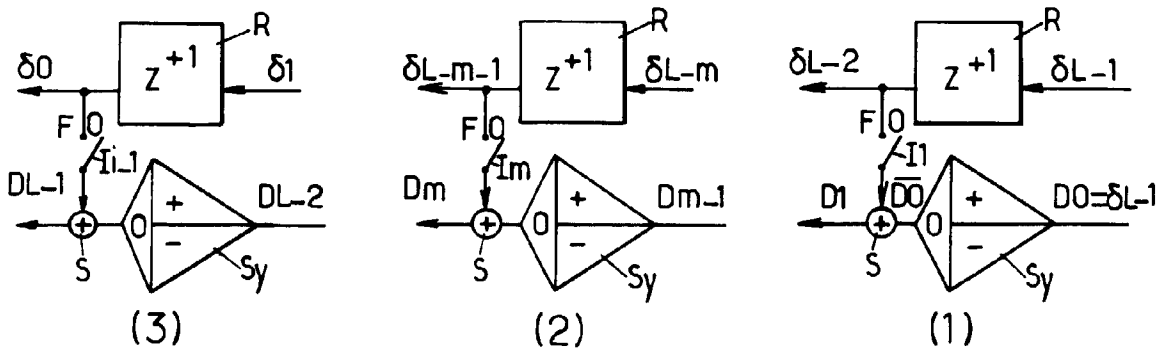 R R R
δ0 Z+1 δ1 δL-m-1 Z+1 δL-m δL-2 Z+1 δL-1
F 0 F 0 F 0
Ii-1 Im I1
DL-1 0 + - DL-2 Dm 0 + - Dm-1 D1 D0 0 + - D0=δL-1
+ + +
S Sy S Sy S Sy
(3) (2) (1)